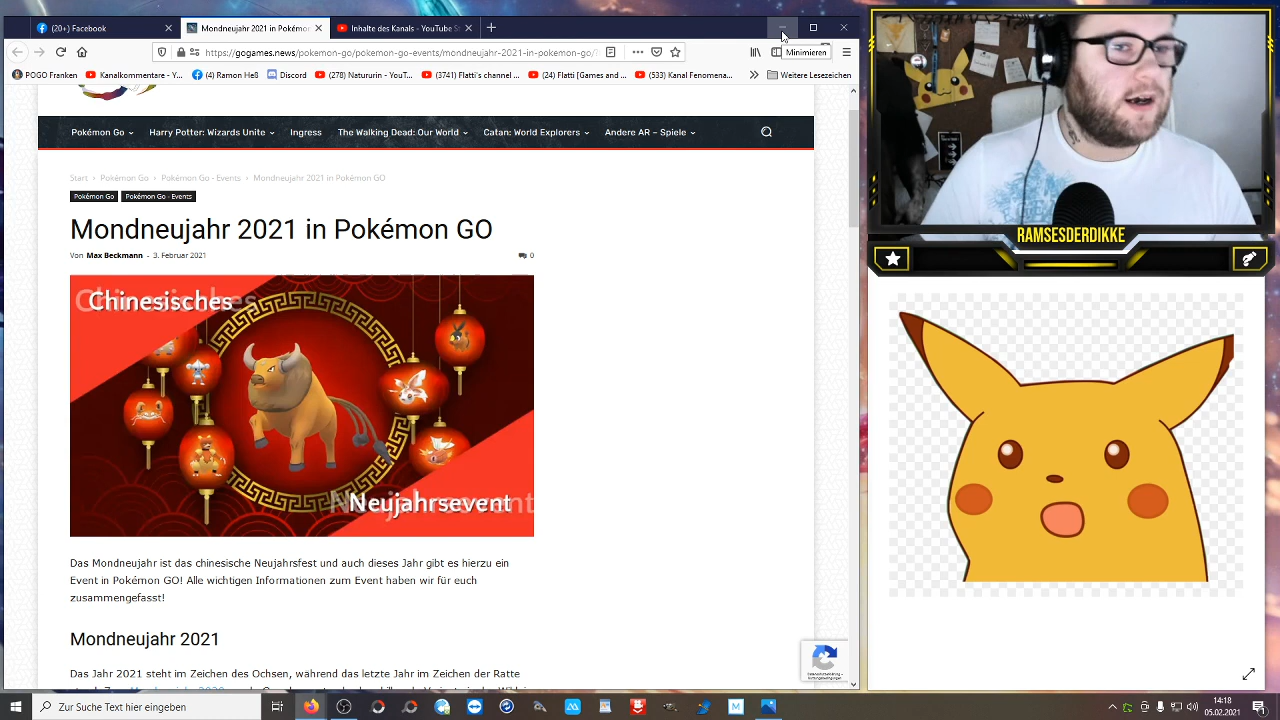 (20+) Facebook
Mondneujahr 2021 in Pokémon
Inhalte des Kanals - YouTube S
https://gogames.news/pokemon-go/pokemon-go-events/mondneujahr-2021-in-pokemon-go/
Minimieren
POGO Franken
Kanalkommentare - Y...
(4) Ramon Heß
Discord
(278) Natururin - YouT...
(3741) Flatti's channel ...
(24) Flatti [Games and ...
(533) Kanal Fenomena...
Weitere Lesezeichen
Pokémon Go
Harry Potter: Wizards Unite
Ingress
The Walking Dead: Our World
Catan: World Explorers
Andere AR – Spiele
Start › Pokémon Go › Pokémon Go - Events › Mondneujahr 2021 in Pokémon GO
Pokémon Go
Pokémon Go - Events
Mondneujahr 2021 in Pokémon GO
Von Max Beckmann - 3. Februar 2021
0
Chinesisches
Neujahrsevent
Das Mondneujahr ist das chinesische Neujahrsfest und auch dieses Jahr gibt es hierzu ein
Event in Pokémon GO! Alle wichtigen Informationen zum Event haben wir für euch
zusammengefasst!
Mondneujahr 2021
Das Jahr 2021 steht im Zeichen des Ochsen, während das letzte Jahr im Zeichen der Ratte
RAMSESDERDIKKE
Zur Suche Text hier eingeben
14:18
05.02.2021